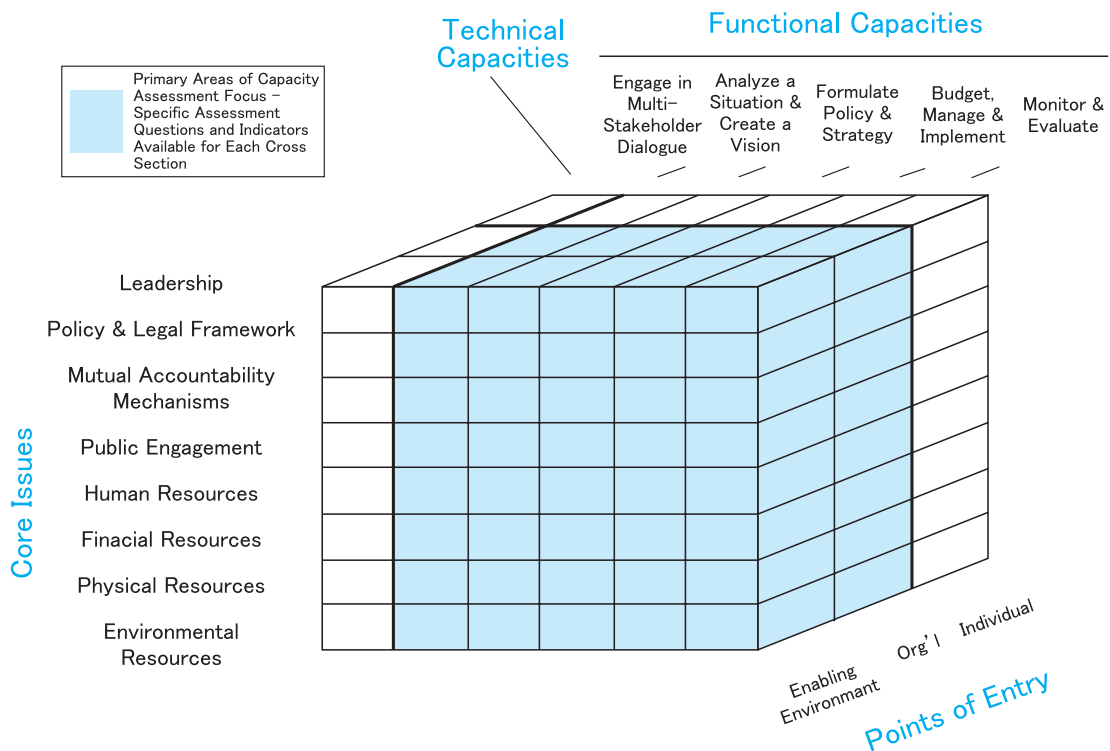 Technical
Capacities
Functional Capacities
Primary Areas of Capacity
Assessment Focus –
Specific Assessment
Questions and Indicators
Available for Each Cross
Section
Engage in
Multi–
Stakeholder
Dialogue
Analyze a
Situation &
Create a
Vision
Formulate
Policy &
Strategy
Budget,
Manage &
Implement
Monitor &
Evaluate
Core Issues
Leadership
Policy & Legal Framework
Mutual Accountability
Mechanisms
Public Engagement
Human Resources
Finacial Resources
Physical Resources
Environmental
Resources
Enabling
Environmant
Org'l
Individual
Points of Entry